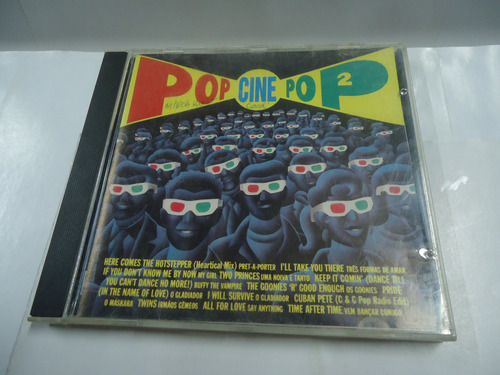 POP CINE POP 2
HERE COMES THE HOTSTEPPER (Heartical Mix) PRET-A-PORTER I'LL TAKE YOU THERE TRÊS FORMAS DE AMAR
IF YOU DON'T KNOW ME BY NOW MY GIRL TWO PRINCES UMA NOIVA E TANTO KEEP IT COMIN' (DANCE TILL
YOU CAN'T DANCE NO MORE!) BUFFY THE VAMPIRE THE GOONIES 'R' GOOD ENOUGH OS GOONIES PRIDE
(IN THE NAME OF LOVE) O GLADIADOR I WILL SURVIVE O GLADIADOR CUBAN PETE (C & C Pop Radio Edit)
O MÁSKARA TWINS IRMÃOS GÊMEOS ALL FOR LOVE SAY ANYTHING TIME AFTER TIME VEM DANÇAR COMIGO